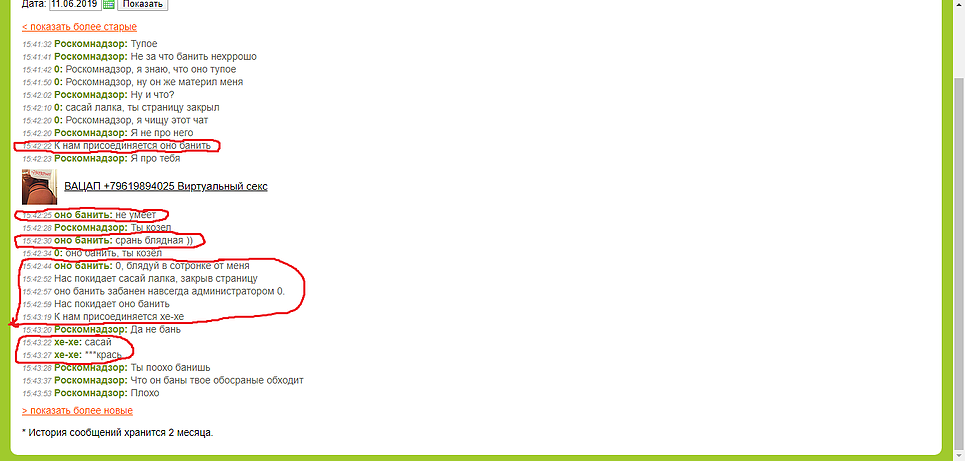 Дата: 11.06.2019 Показать
< показать более старые
15:41:32 Роскомнадзор: Тупое
15:41:41 Роскомнадзор: Не за что банить нехррошо
15:41:42 0: Роскомнадзор, я знаю, что оно тупое
15:41:50 0: Роскомнадзор, ну он же материл меня
15:42:02 Роскомнадзор: Ну и что?
15:42:10 0: сасай лалка, ты страницу закрыл
15:42:20 0: Роскомнадзор, я чищу этот чат
15:42:20 Роскомнадзор: Я не про него
15:42:22 К нам присоединяется оно банить
15:42:23 Роскомнадзор: Я про тебя
ВАЦАП +79619894025 Виртуальный секс
15:42:25 оно банить: не умеет
15:42:28 Роскомнадзор: Ты козел
15:42:30 оно банить: срань блядная ))
15:42:34 0: оно банить, ты козел
15:42:44 оно банить: 0, блядуй в сотронке от меня
15:42:52 Нас покидает сасай лалка, закрыв страницу
15:42:57 оно банить забанен навсегда администратором 0.
15:42:59 Нас покидает оно банить
15:43:19 К нам присоединяется хе-хе
15:43:20 Роскомнадзор: Да не бань
15:43:22 хе-хе: сасай
15:43:27 хе-хе: ***крась
15:43:28 Роскомнадзор: Ты поохо банишь
15:43:37 Роскомнадзор: Что он баны твое обосраные обходит
15:43:53 Роскомнадзор: Плохо
> показать более новые
* История сообщений хранится 2 месяца.